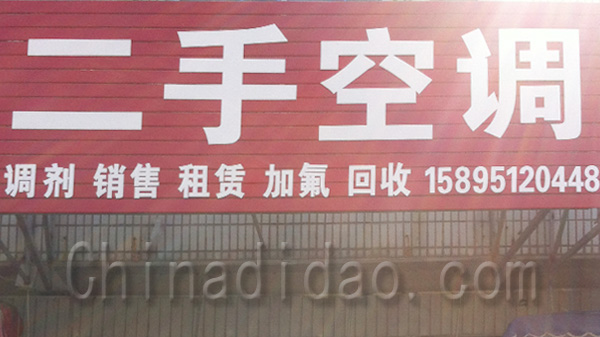 二手空调
调剂 销售 租赁 加氟 回收 15895120448
Chinadidao.com